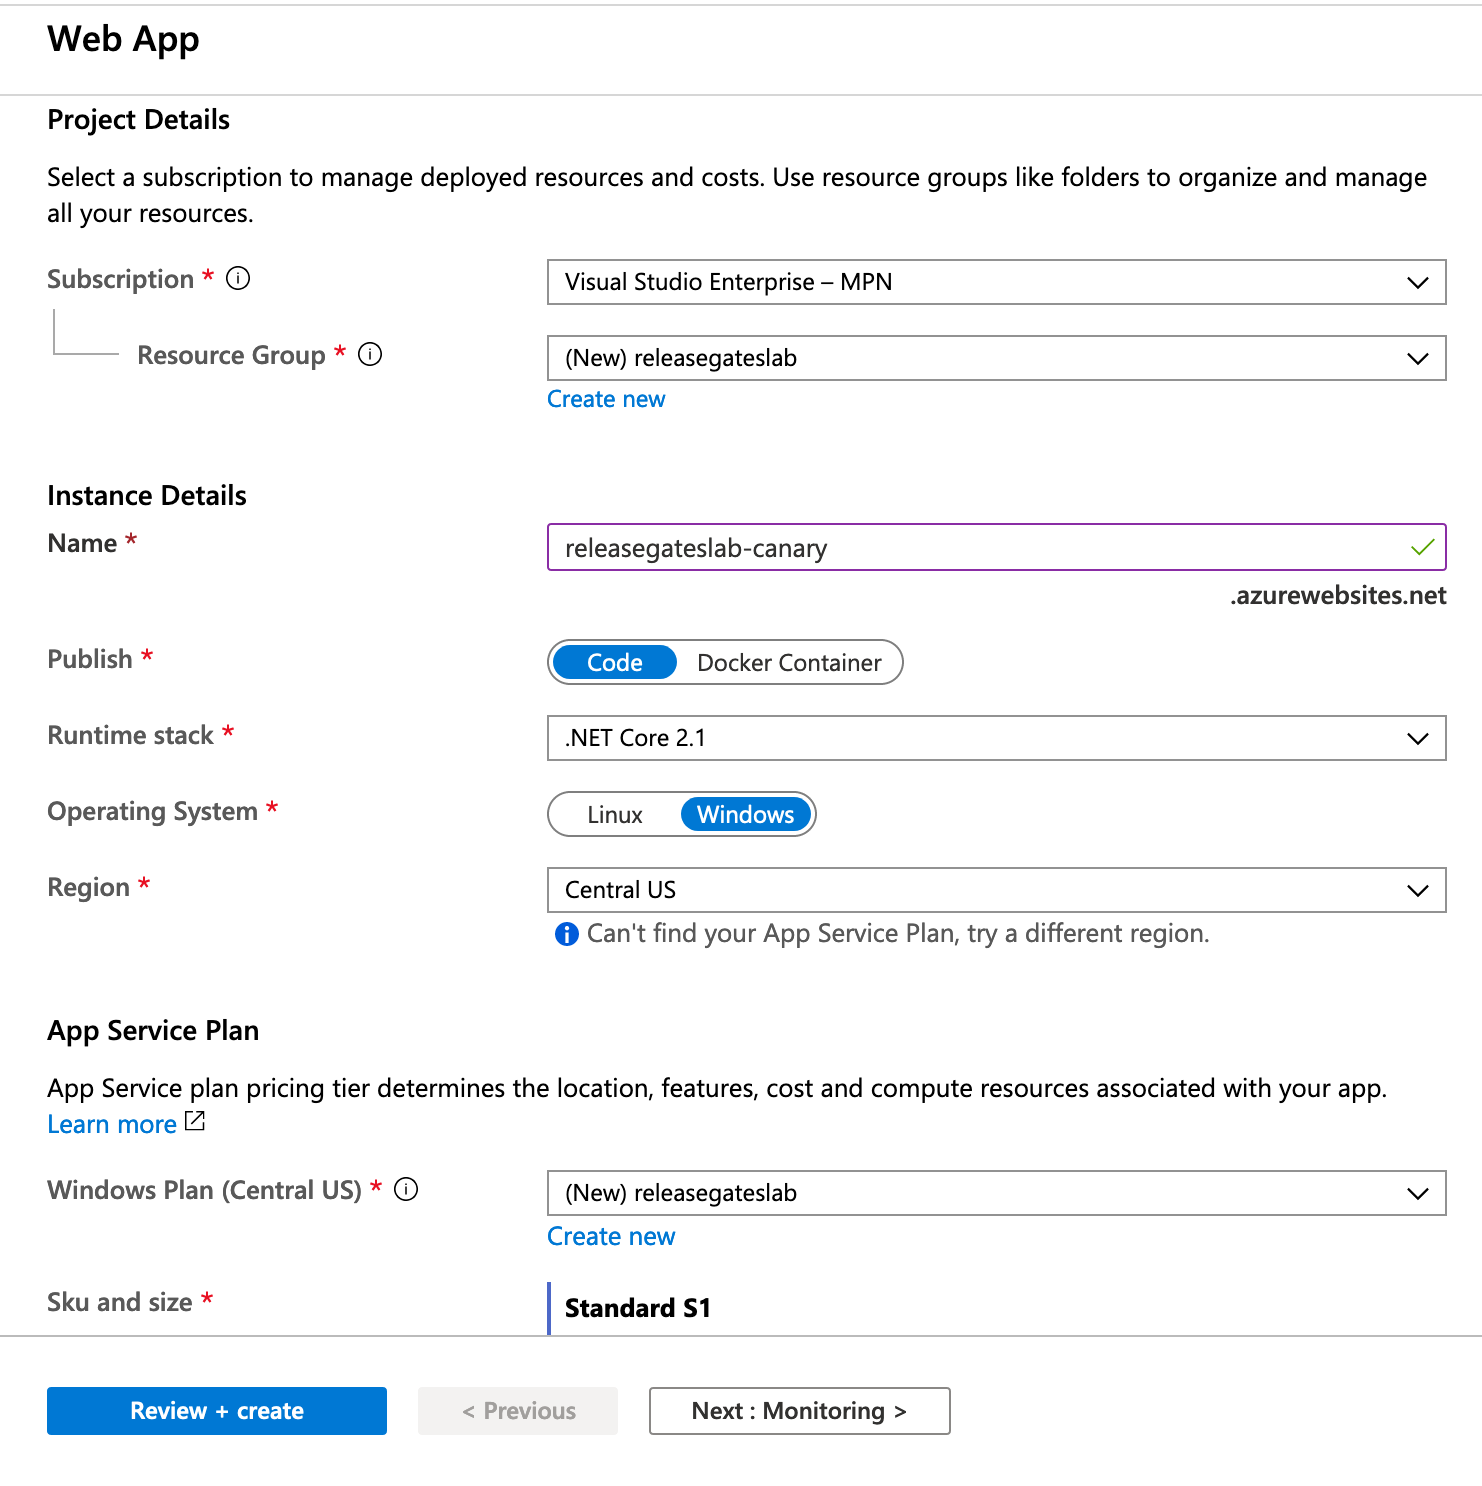 Web App
Project Details
Select a subscription to manage deployed resources and costs. Use resource groups like folders to organize and manage
all your resources.
Subscription *
Visual Studio Enterprise – MPN
Resource Group *
(New) releasegateslab
Create new
Instance Details
Name *
releasegateslab-canary
.azurewebsites.net
Publish *
Code Docker Container
Runtime stack *
.NET Core 2.1
Operating System *
Linux Windows
Region *
Central US
Can't find your App Service Plan, try a different region.
App Service Plan
App Service plan pricing tier determines the location, features, cost and compute resources associated with your app.
Learn more
Windows Plan (Central US) *
(New) releasegateslab
Create new
Sku and size *
Standard S1
Review + create
< Previous
Next : Monitoring >